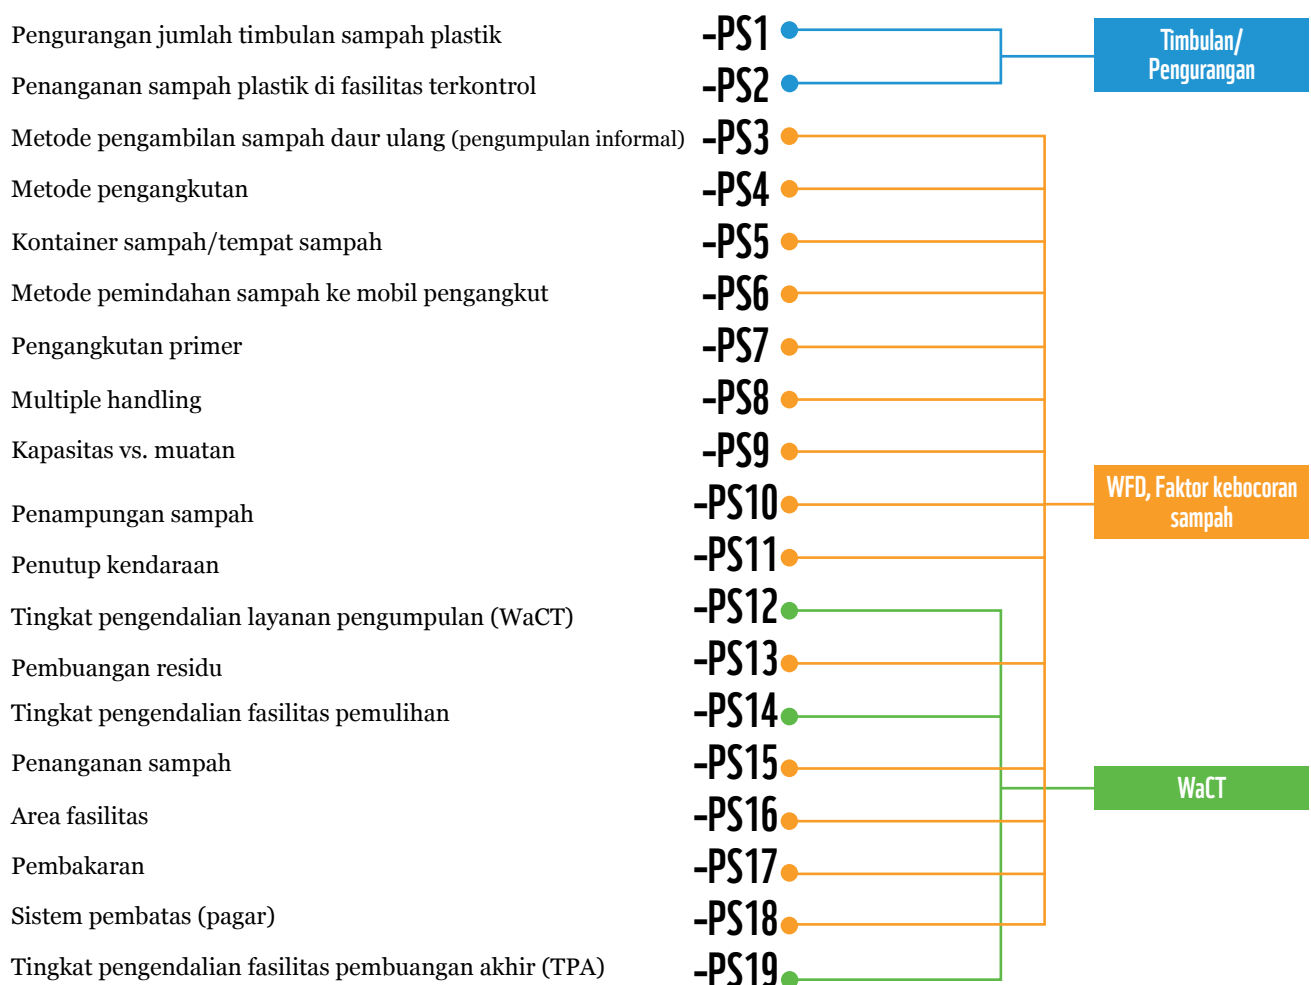 Pengurangan jumlah timbulan sampah plastik –PS1
Timbulan/
Pengurangan
Penanganan sampah plastik di fasilitas terkontrol –PS2
Metode pengambilan sampah daur ulang (pengumpulan informal) –PS3
Metode pengangkutan –PS4
Kontainer sampah/tempat sampah –PS5
Metode pemindahan sampah ke mobil pengangkut –PS6
Pengangkutan primer –PS7
Multiple handling –PS8
Kapasitas vs. muatan –PS9
Penampungan sampah –PS10
WFD, Faktor kebocoran
sampah
Penutup kendaraan –PS11
Tingkat pengendalian layanan pengumpulan (WaCT) –PS12
Pembuangan residu –PS13
Tingkat pengendalian fasilitas pemulihan –PS14
Penanganan sampah –PS15
WaCT
Area fasilitas –PS16
Pembakaran –PS17
Sistem pembatas (pagar) –PS18
Tingkat pengendalian fasilitas pembuangan akhir (TPA) –PS19